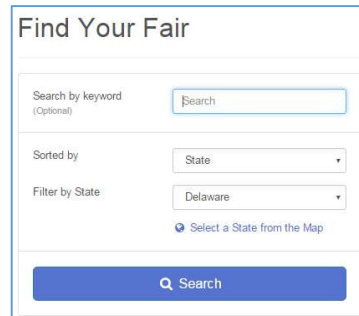 Find Your Fair
Search by keyword
(Optional)
Search
Sorted by
State
Filter by State
Delaware
Select a State from the Map
Search